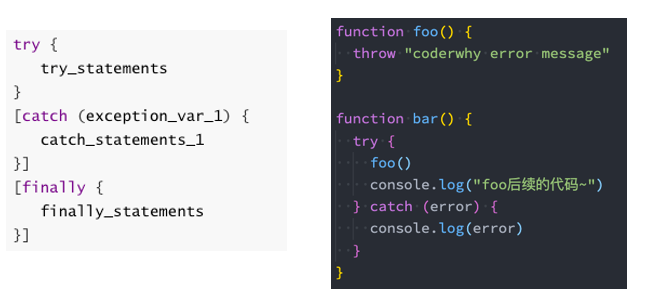 try {
   try_statements
}
[catch (exception_var_1) {
   catch_statements_1
}]
[finally {
   finally_statements
}]
function foo() {
  throw "coderwhy error message"
}

function bar() {
  try {
    foo()
    console.log("foo后续的代码~")
  } catch (error) {
    console.log(error)
  }
}